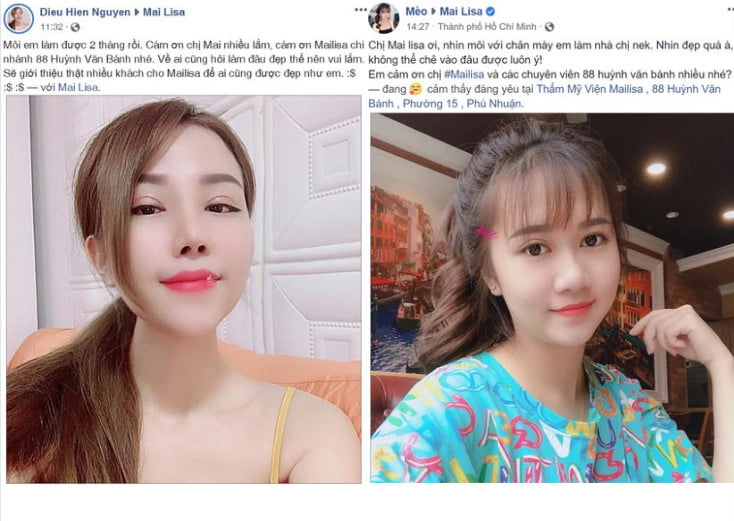 Dieu Hien Nguyen ▸ Mai Lisa
11:32 ·
Môi em làm được 2 tháng rồi. Cảm ơn chị Mai nhiều lắm, cám ơn Mailisa chi
nhánh 88 Huỳnh Văn Bánh nhé. Về ai cũng hỏi làm đâu đẹp thế nên vui lắm.
Sẽ giới thiệu thật nhiều khách cho Mailisa để ai cũng được đẹp như em. :$
:$ :$ — với Mai Lisa.
Mèo ▸ Mai Lisa
14:27 · Thành phố Hồ Chí Minh ·
Chị Mai lisa ơi, nhìn môi với chân mày em làm nhà chị nek. Nhìn đẹp quá à,
không thể chê vào đâu được luôn ý!
Em cảm ơn chị #Mailisa và các chuyên viên 88 huỳnh văn bánh nhiều nhé?
— đang 🥰 cảm thấy đáng yêu tại Thẩm Mỹ Viện Mailisa , 88 Huỳnh Văn
Bánh , Phường 15 , Phú Nhuận.